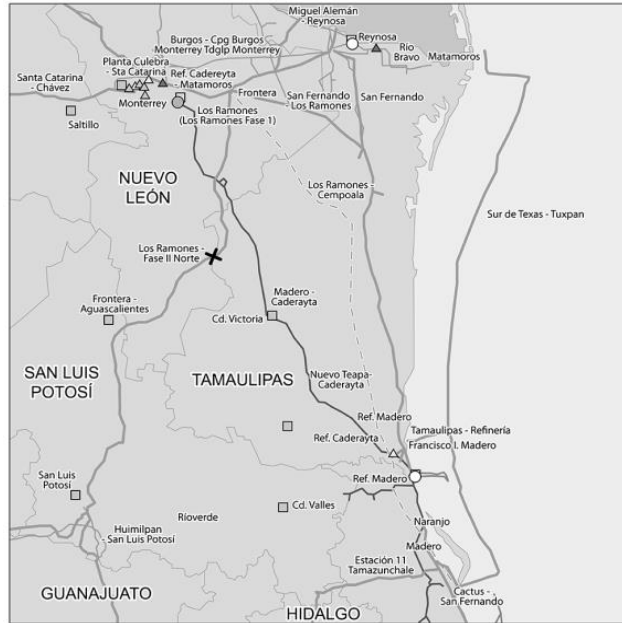 Miguel Alemán
- Reynosa
Burgos - Cpg Burgos
Monterrey Tdglp Monterrey
Reynosa
Río
Bravo
Matamoros
Planta Culebra
- Sta Catarina
Ref. Cadereyta
- Matamoros
Santa Catarina
- Chávez
Frontera
San Fernando
- Los Ramones
San Fernando
Monterrey
Los Ramones
(Los Ramones Fase 1)
Saltillo
NUEVO
LEÓN
Los Ramones -
Cempoala
Sur de Texas - Tuxpan
Los Ramones -
Fase II Norte
Madero -
Caderayta
Frontera -
Aguascalientes
Cd. Victoria
SAN LUIS
POTOSÍ
TAMAULIPAS
Nuevo Teapa-
Caderayta
Ref. Madero
Tamaulipas - Refinería
Francisco I. Madero
Ref. Caderayta
San Luis
Potosí
Ref. Madero
Cd. Valles
Rioverde
Naranjo
Huimilpan
- San Luis Potosí
Madero
Estación 11
Tamazunchale
GUANAJUATO
Cactus -
San Fernando
HIDALGO